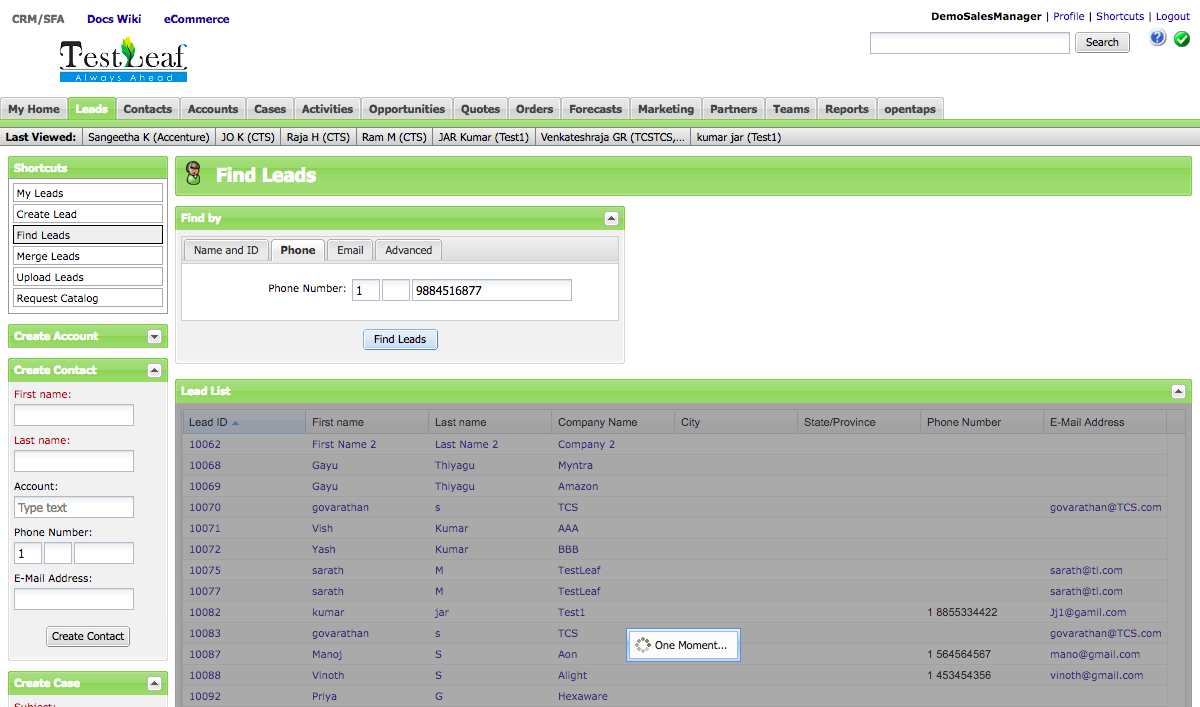 CRM/SFA Docs Wiki eCommerce
DemoSalesManager | Profile | Shortcuts | Logout
TestLeaf
Always Ahead
Search
My Home Leads Contacts Accounts Cases Activities Opportunities Quotes Orders Forecasts Marketing Partners Teams Reports opentaps
Last Viewed: Sangeetha K (Accenture) JO K (CTS) Raja H (CTS) Ram M (CTS) JAR Kumar (Test1) Venkateshraja GR (TCSTCS,... kumar jar (Test1)
Shortcuts
My Leads
Create Lead
Find Leads
Merge Leads
Upload Leads
Request Catalog
Create Account
Create Contact
First name:
Last name:
Account:
Type text
Phone Number:
1
E-Mail Address:
Create Contact
Create Case
Subject:
Find Leads
Find by
Name and ID Phone Email Advanced
Phone Number: 1 9884516877
Find Leads
Lead List
Lead ID First name Last name Company Name City State/Province Phone Number E-Mail Address
10062 First Name 2 Last Name 2 Company 2
10068 Gayu Thiyagu Myntra
10069 Gayu Thiyagu Amazon
10070 govarathan s TCS govarathan@TCS.com
10071 Vish Kumar AAA
10072 Yash Kumar BBB
10075 sarath M TestLeaf sarath@tl.com
10077 sarath M TestLeaf sarath@tl.com
10082 kumar jar Test1 1 8855334422 Jj1@gamil.com
10083 govarathan s TCS govarathan@TCS.com
One Moment...
10087 Manoj S Aon 1 564564567 mano@gmail.com
10088 Vinoth S Alight 1 453454356 vinoth@gmail.com
10092 Priya G Hexaware